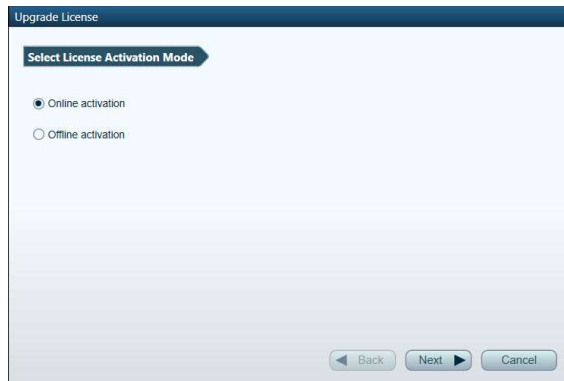 Upgrade License
Select License Activation Mode
Online activation
Offline activation
Back
Next
Cancel